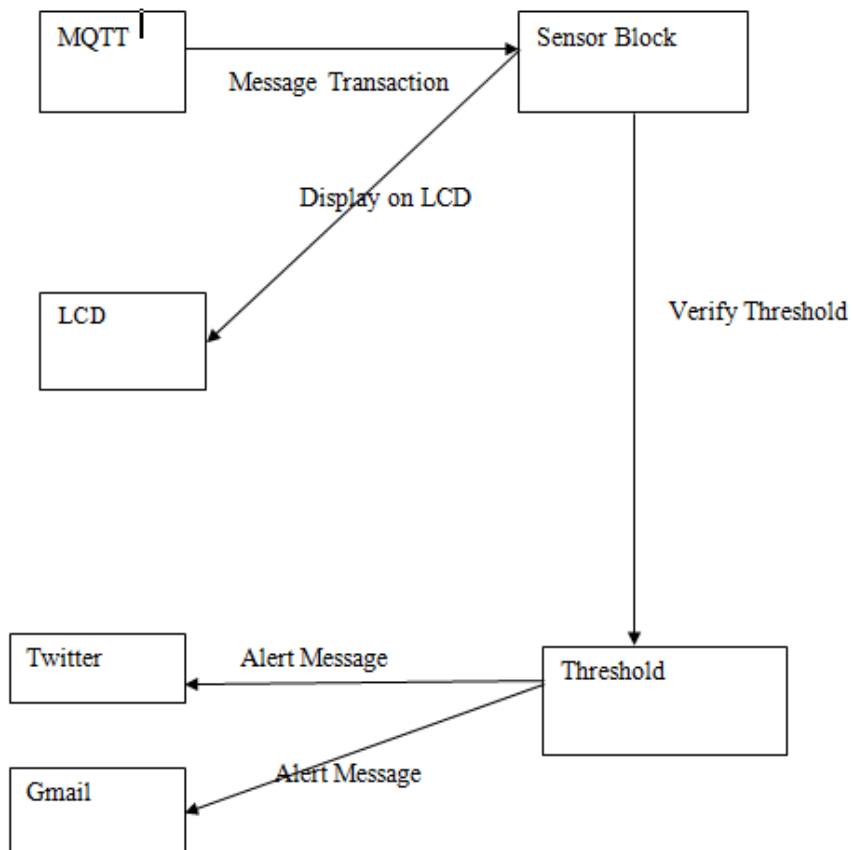 MQTT
Sensor Block
Message Transaction
Display on LCD
LCD
Verify Threshold
Twitter
Alert Message
Threshold
Alert Message
Gmail